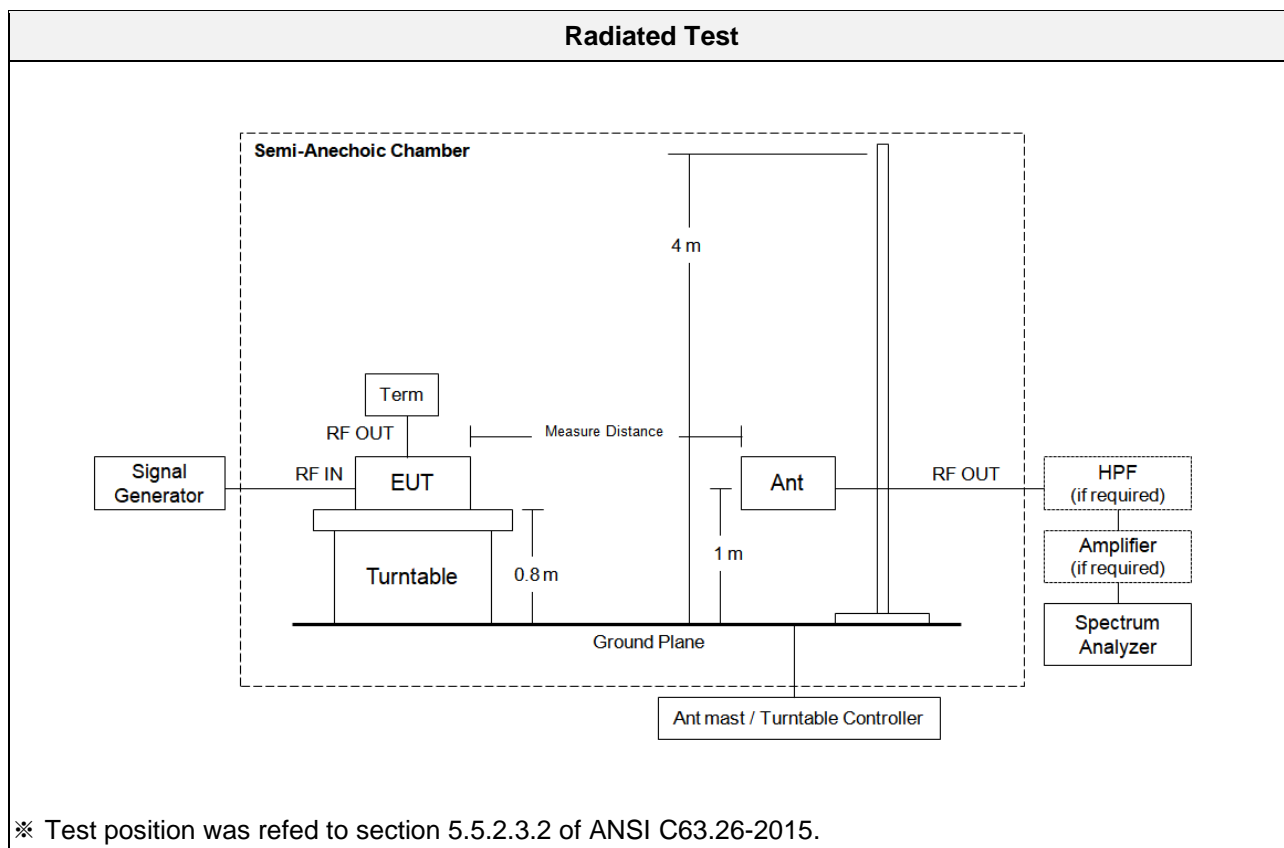 Radiated Test
Semi-Anechoic Chamber
4 m
Term
RF OUT
Measure Distance
Signal
Generator
RF IN
EUT
Ant
RF OUT
HPF
(if required)
1 m
Amplifier
(if required)
Turntable
0.8 m
Spectrum
Analyzer
Ground Plane
Ant mast / Turntable Controller
※ Test position was refed to section 5.5.2.3.2 of ANSI C63.26-2015.